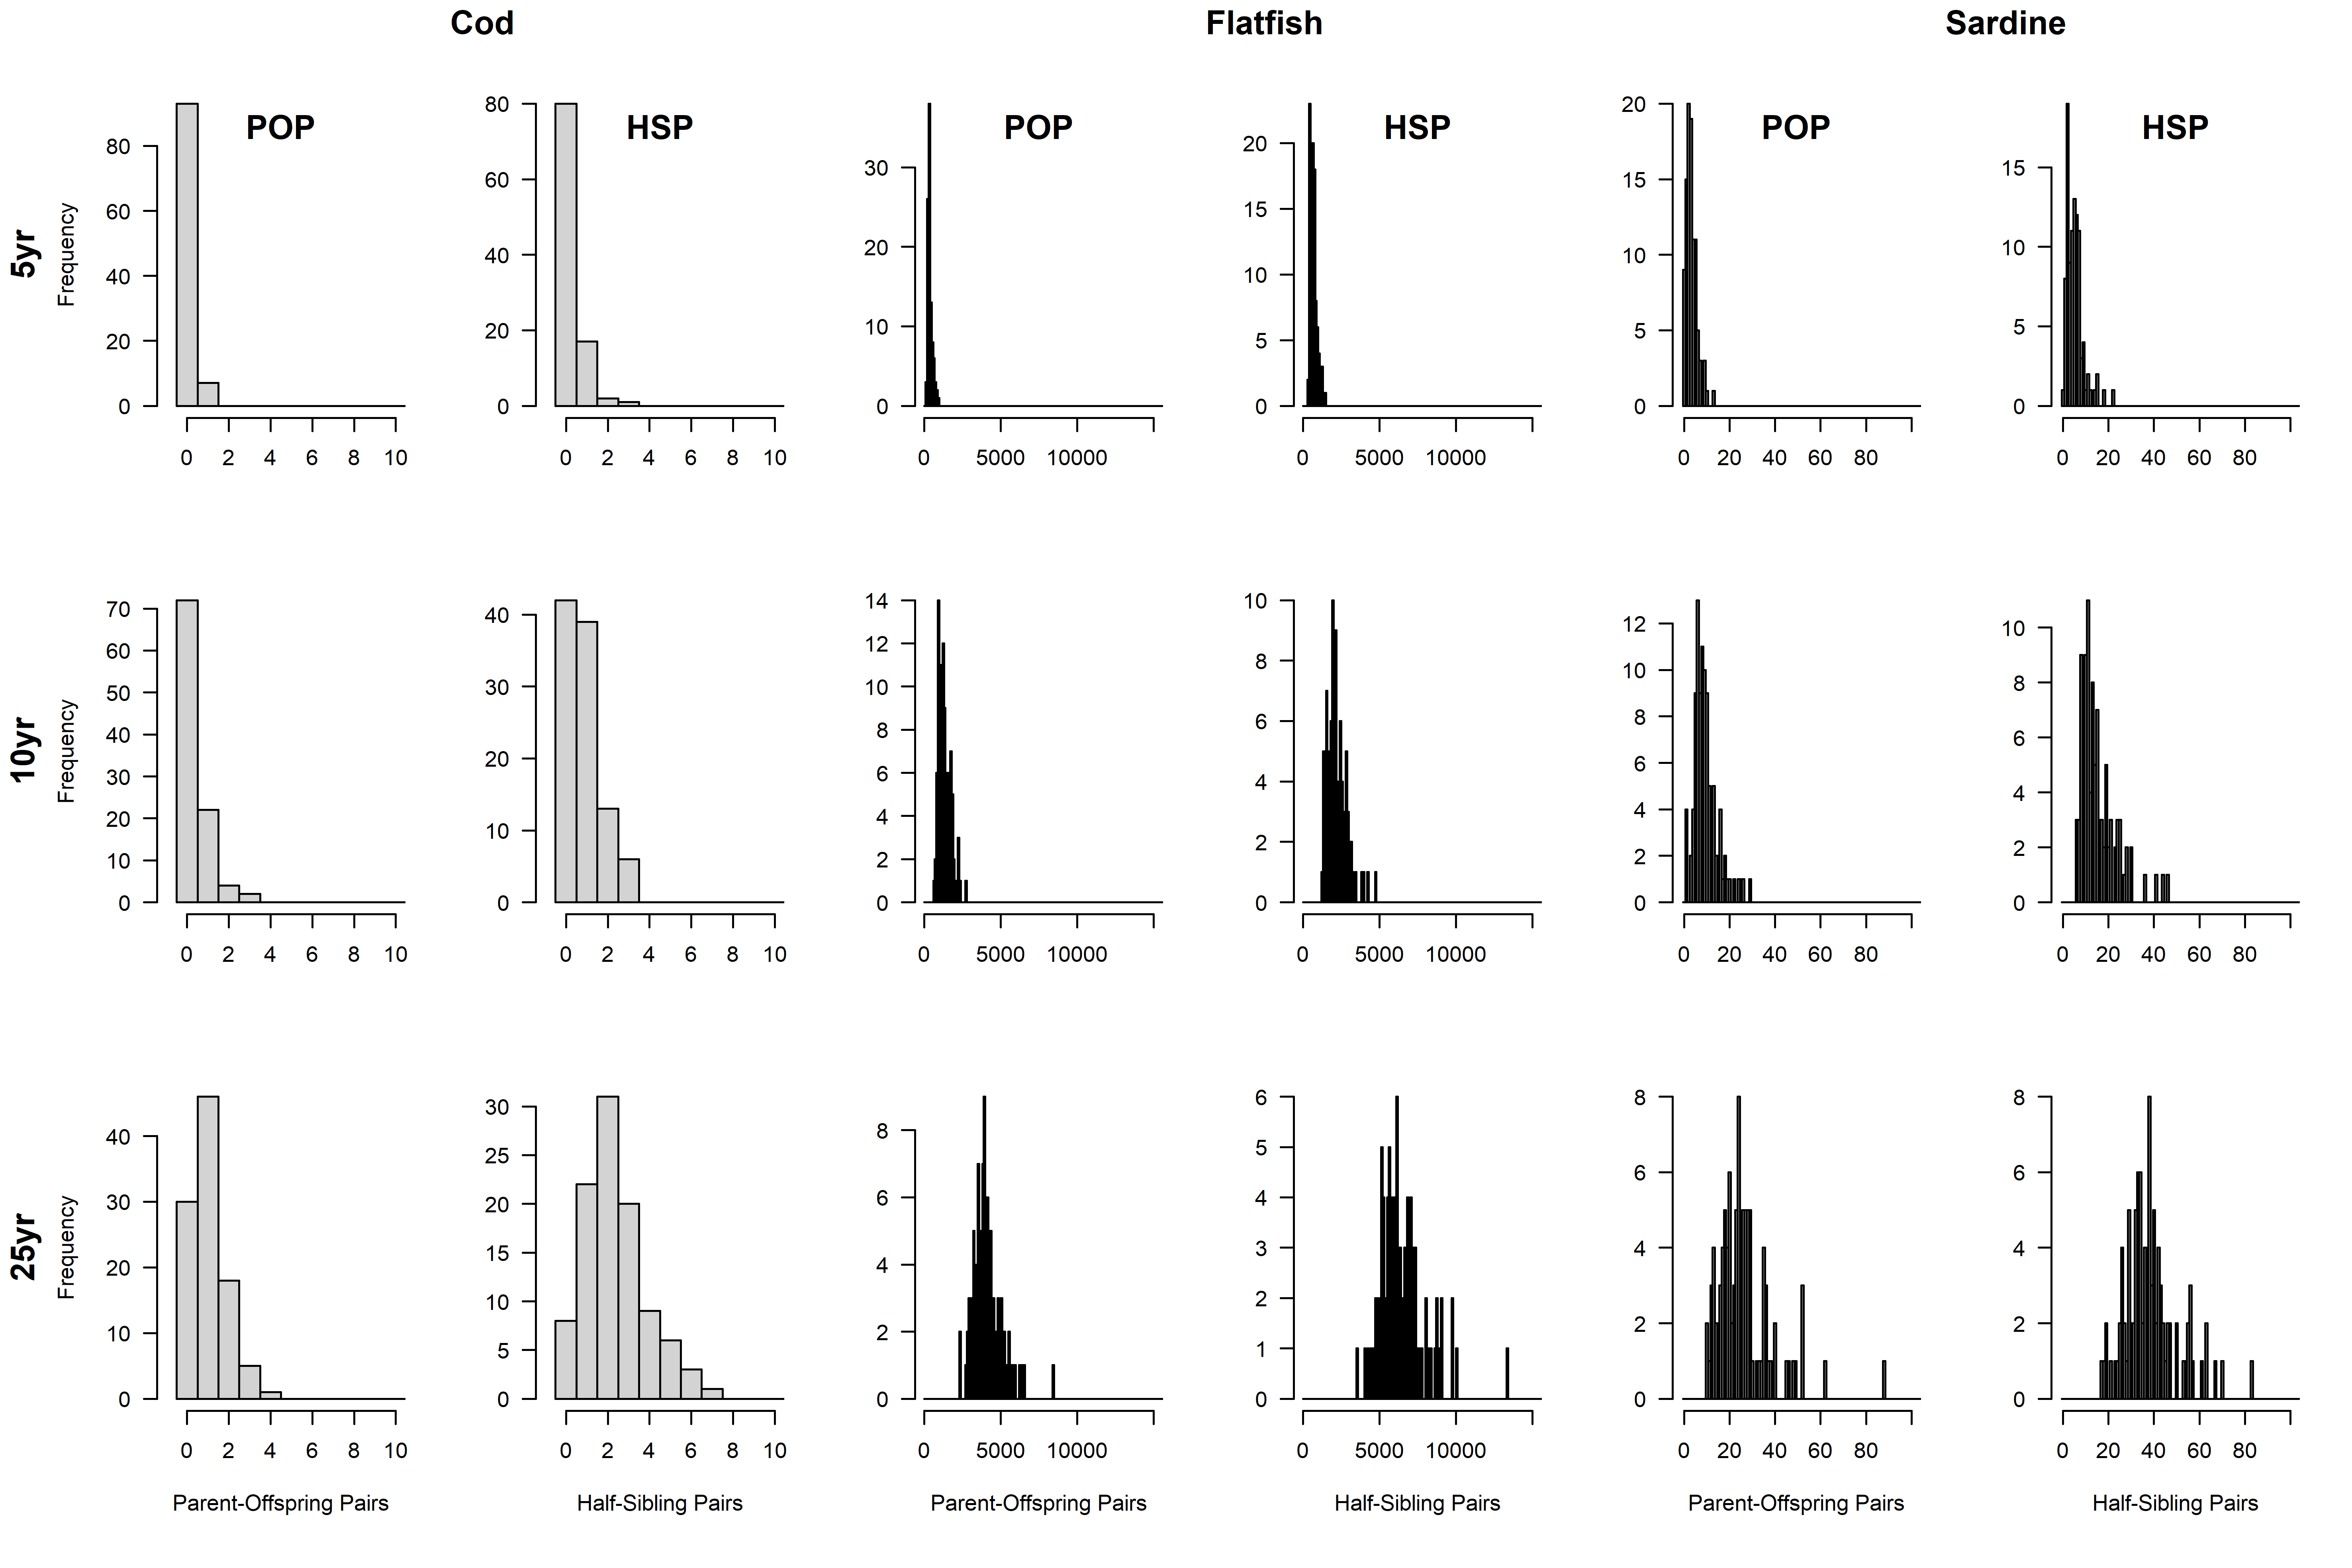 Cod Flatfish Sardine
POP HSP POP HSP POP HSP
5yr
Frequency
0 20 40 60 80
0 2 4 6 8 10
0 20 40 60 80
0 2 4 6 8 10
0 10 20 30
0 5000 10000
0 5 10 15 20
0 5000 10000
0 5 10 15 20
0 20 40 60 80
0 5 10 15
0 20 40 60 80
10yr
Frequency
0 10 20 30 40 50 60 70
0 2 4 6 8 10
0 10 20 30 40
0 2 4 6 8 10
0 2 4 6 8 10 12 14
0 5000 10000
0 2 4 6 8 10
0 5000 10000
0 2 4 6 8 10 12
0 20 40 60 80
0 2 4 6 8 10
0 20 40 60 80
25yr
Frequency
0 10 20 30 40
0 2 4 6 8 10
0 5 10 15 20 25 30
0 2 4 6 8 10
0 2 4 6 8
0 5000 10000
0 1 2 3 4 5 6
0 5000 10000
0 2 4 6 8
0 20 40 60 80
0 2 4 6 8
0 20 40 60 80
Parent-Offspring Pairs Half-Sibling Pairs Parent-Offspring Pairs Half-Sibling Pairs Parent-Offspring Pairs Half-Sibling Pairs